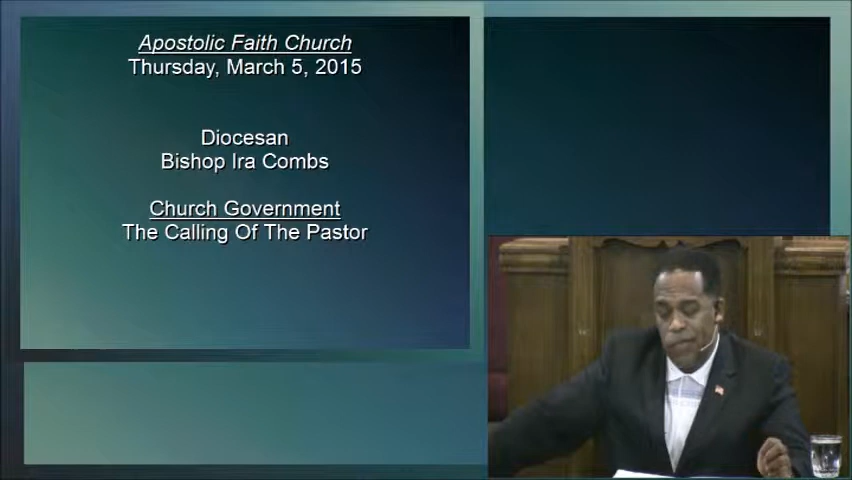 Apostolic Faith Church
Thursday, March 5, 2015
Diocesan
Bishop Ira Combs
Church Government
The Calling Of The Pastor